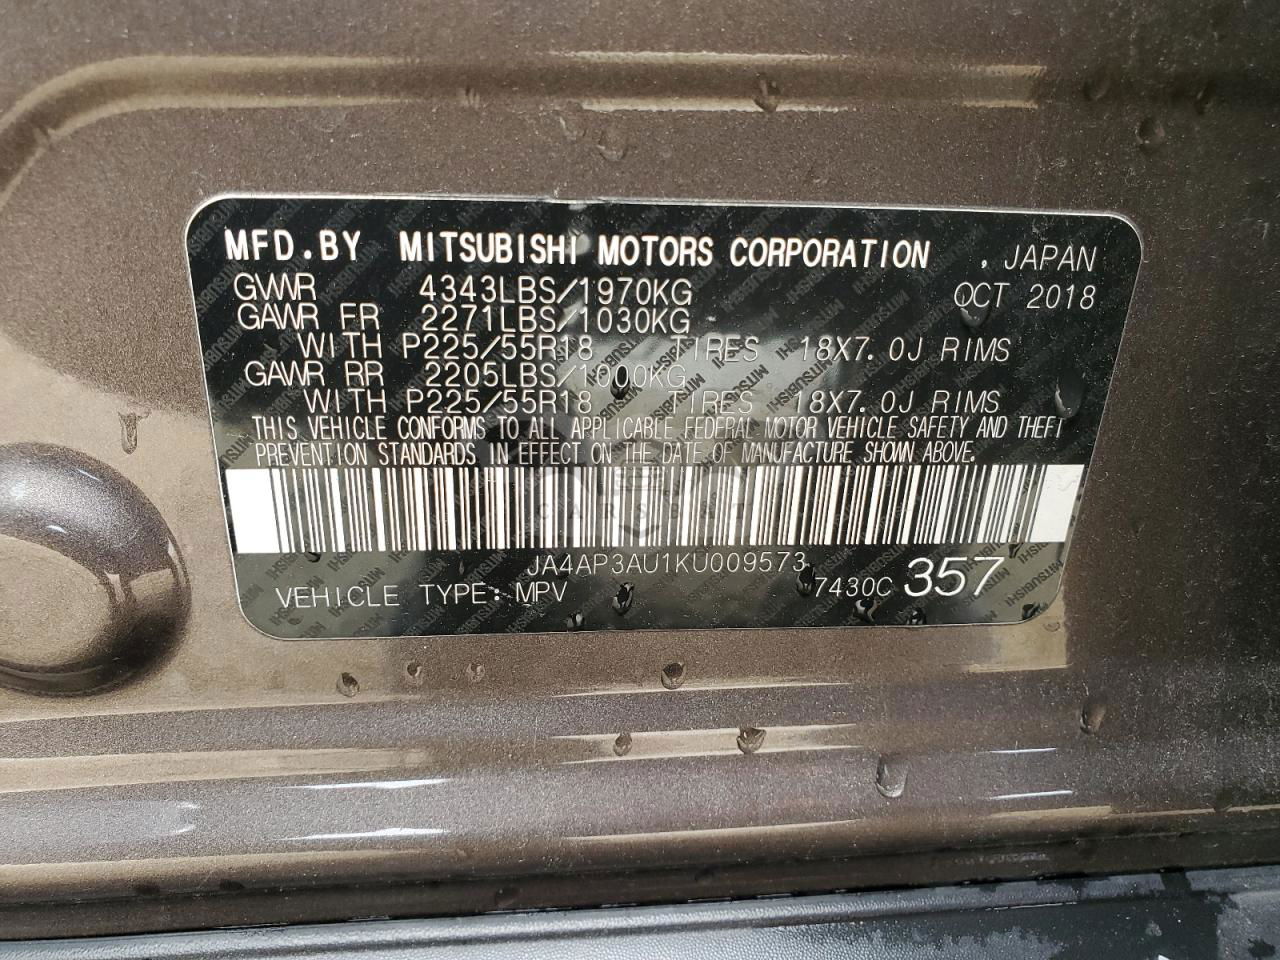 MFD.BY MITSUBISHI MOTORS CORPORATION , JAPAN
GVWR 4343LBS/1970KG OCT 2018
GAWR FR 2271LBS/1030KG
WITH P225/55R18 TIRES 18X7.0J RIMS
GAWR RR 2205LBS/1000KG
WITH P225/55R18 TIRES 18X7.0J RIMS
THIS VEHICLE CONFORMS TO ALL APPLICABLE FEDERAL MOTOR VEHICLE SAFETY AND THEFT
PREVENTION STANDARDS IN EFFECT ON THE DATE OF MANUFACTURE SHOWN ABOVE.
JA4AP3AU1KU009573
VEHICLE TYPE: MPV 7430C 357